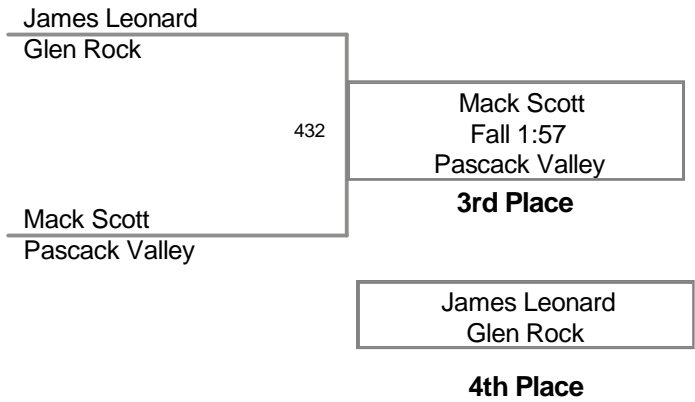 James Leonard
Glen Rock
432
Mack Scott
Fall 1:57
Pascack Valley
3rd Place
Mack Scott
Pascack Valley
James Leonard
Glen Rock
4th Place